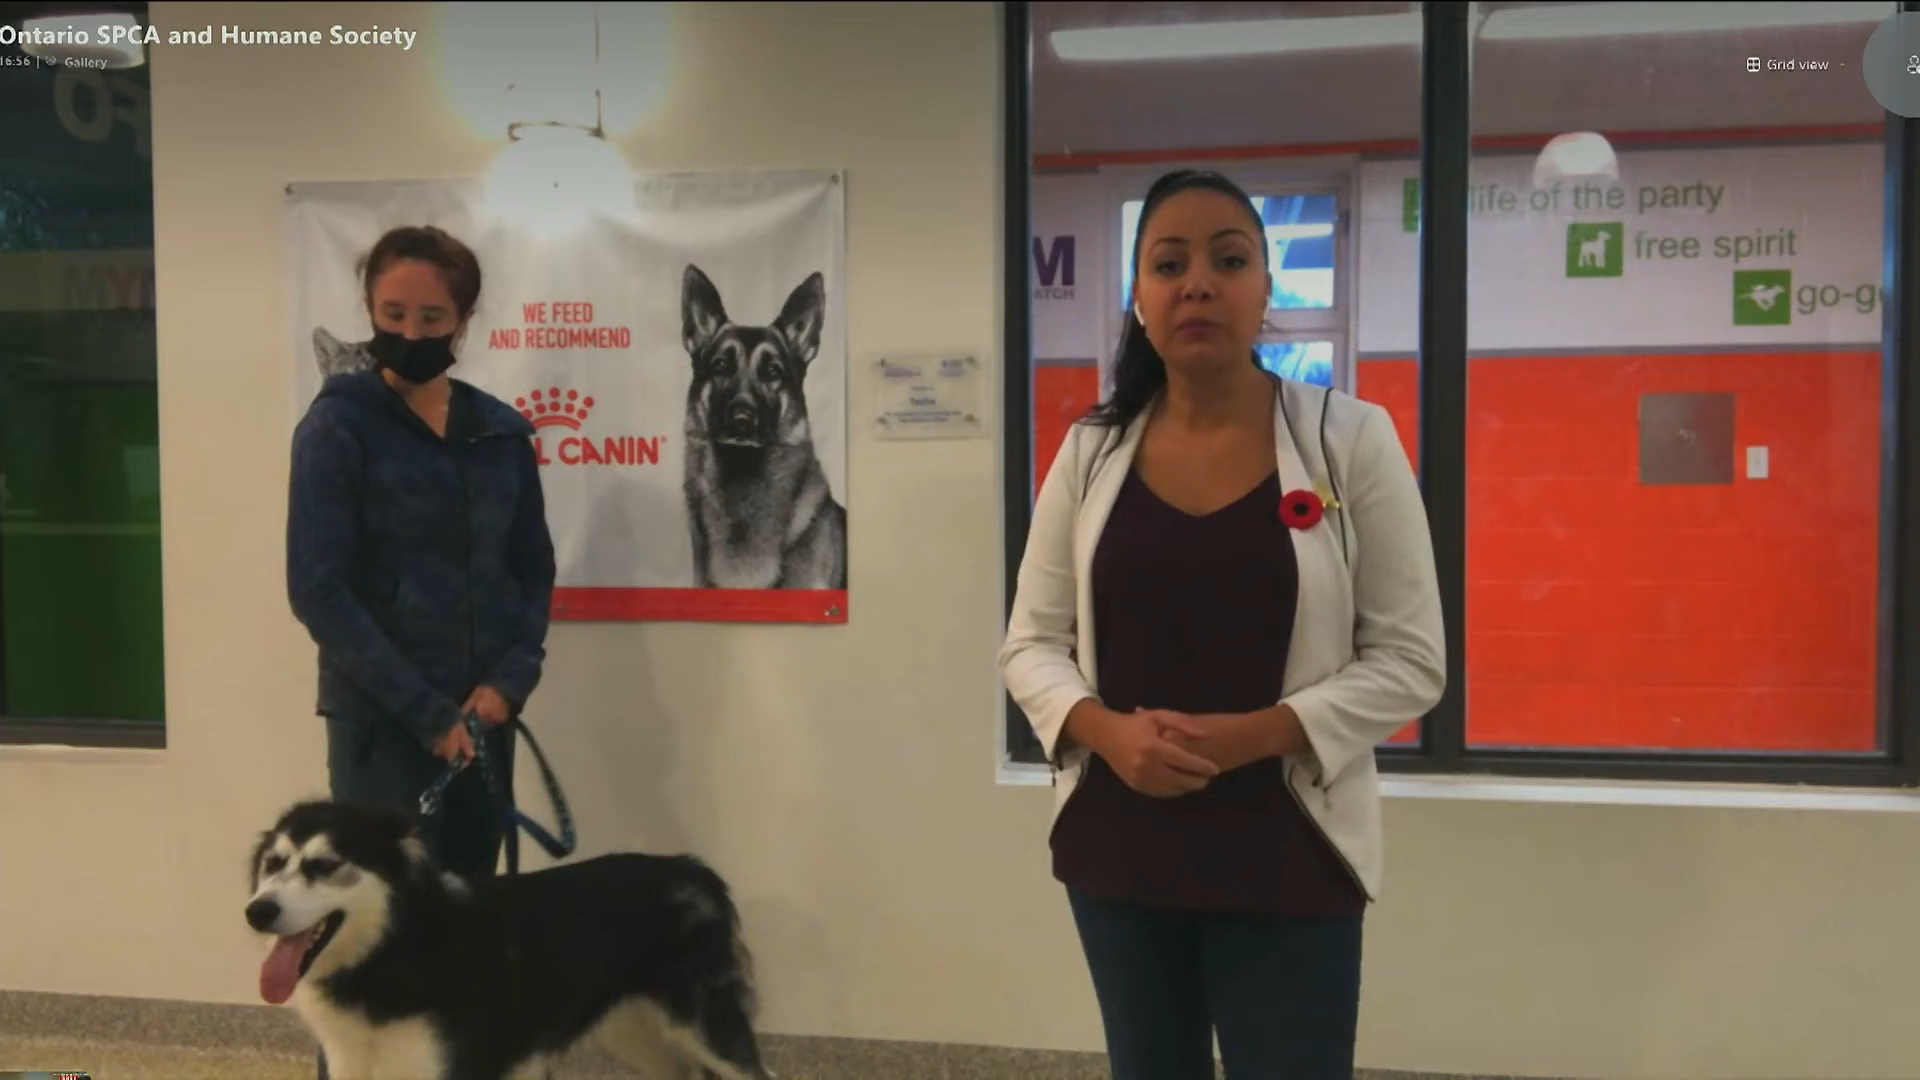 Ontario SPCA and Humane Society
16:56 | Gallery
Grid view
life of the party
free spirit
M
ATCH
WE FEED
AND RECOMMEND
L CANIN